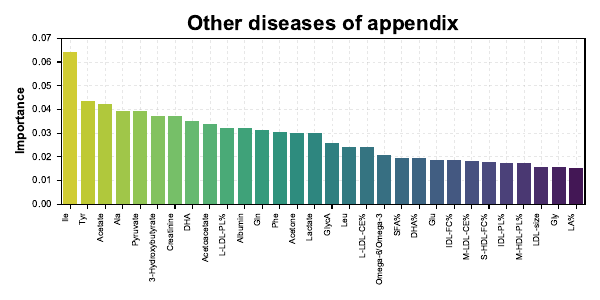 Other diseases of appendix
Importance
0.07
0.06
0.05
0.04
0.03
0.02
0.01
0.00
Ile
Tyr
Acetate
Ala
Pyruvate
3-Hydroxybutyrate
Creatinine
DHA
Acetoacetate
L-LDL-PL%
Albumin
Gln
Phe
Acetone
Lactate
GlycA
Leu
L-LDL-CE%
Omega-6/Omega-3
SFA%
DHA%
Glu
IDL-FC%
M-LDL-CE%
S-HDL-FC%
IDL-PL%
M-HDL-PL%
LDL-size
Gly
LA%